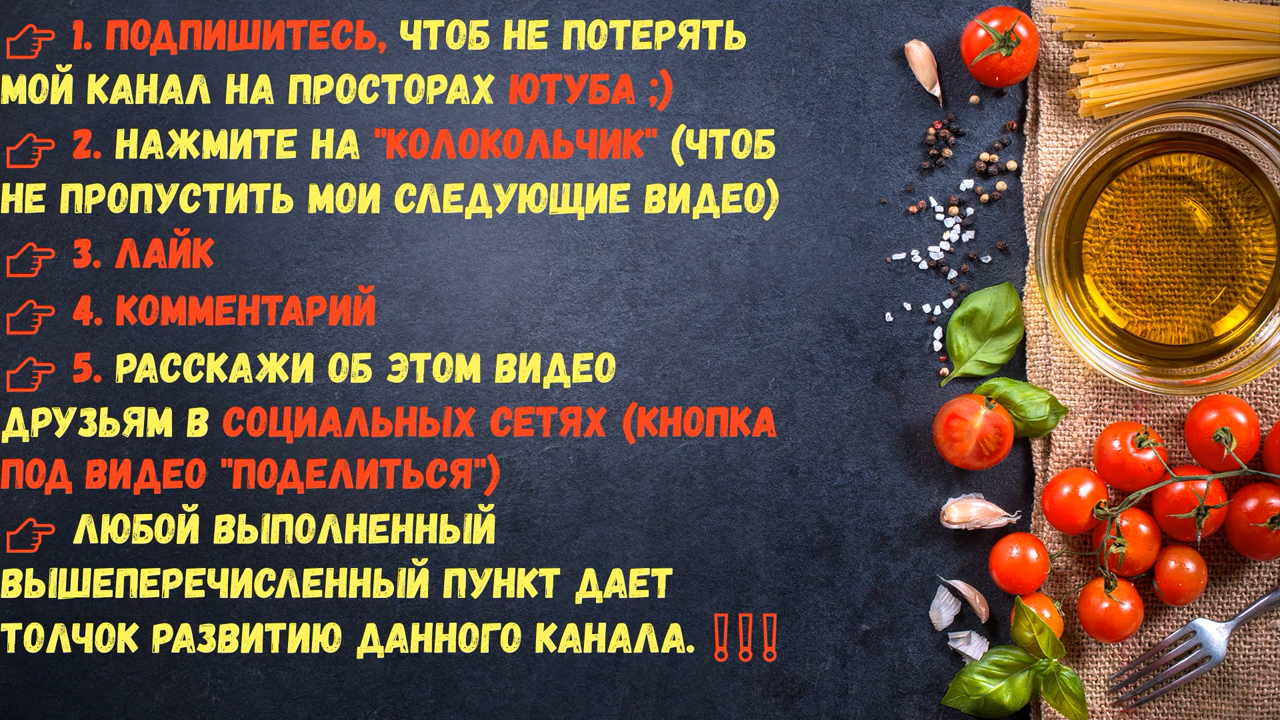 👉 1. ПОДПИШИТЕСЬ, ЧТОБ НЕ ПОТЕРЯТЬ
МОЙ КАНАЛ НА ПРОСТОРАХ ЮТУБА ;)
👉 2. НАЖМИТЕ НА "КОЛОКОЛЬЧИК" (ЧТОБ
НЕ ПРОПУСТИТЬ МОИ СЛЕДУЮЩИЕ ВИДЕО)
👉 3. ЛАЙК
👉 4. КОММЕНТАРИЙ
👉 5. РАССКАЖИ ОБ ЭТОМ ВИДЕО
ДРУЗЬЯМ В СОЦИАЛЬНЫХ СЕТЯХ (КНОПКА
ПОД ВИДЕО "ПОДЕЛИТЬСЯ")
👉 ЛЮБОЙ ВЫПОЛНЕННЫЙ
ВЫШЕПЕРЕЧИСЛЕННЫЙ ПУНКТ ДАЕТ
ТОЛЧОК РАЗВИТИЮ ДАННОГО КАНАЛА. !!!